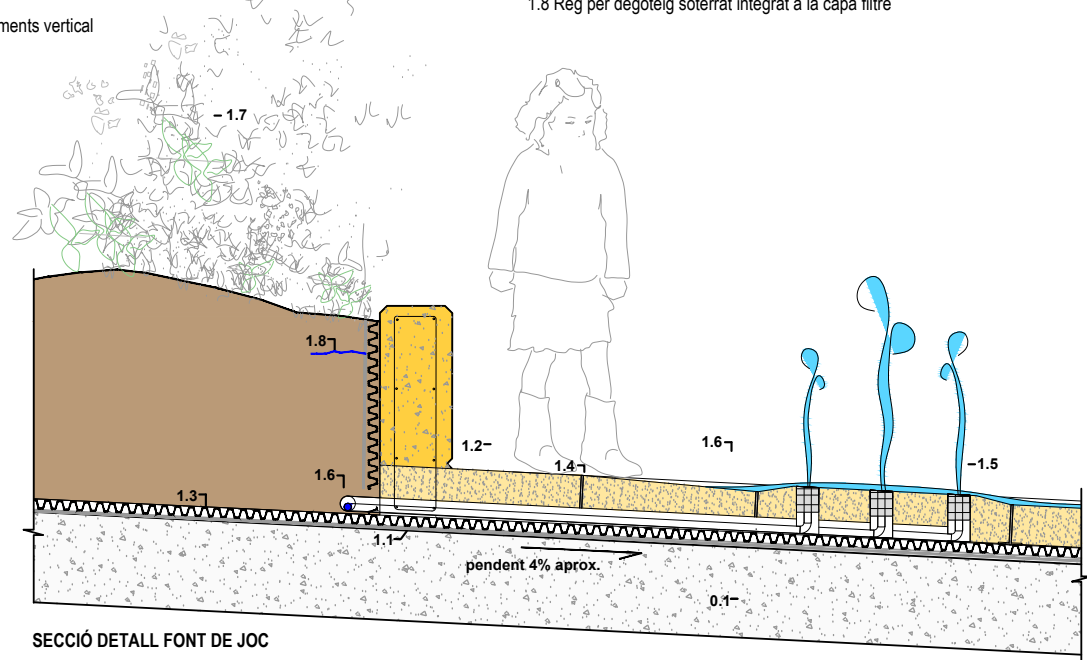 1.8 Reg per degoteig soterrat integrat a la capa filtre
ments vertical
1.7
1.8
1.2
1.6
1.4
1.5
1.6
1.3
1.1
pendent 4% aprox.
0.1
SECCIÓ DETALL FONT DE JOC